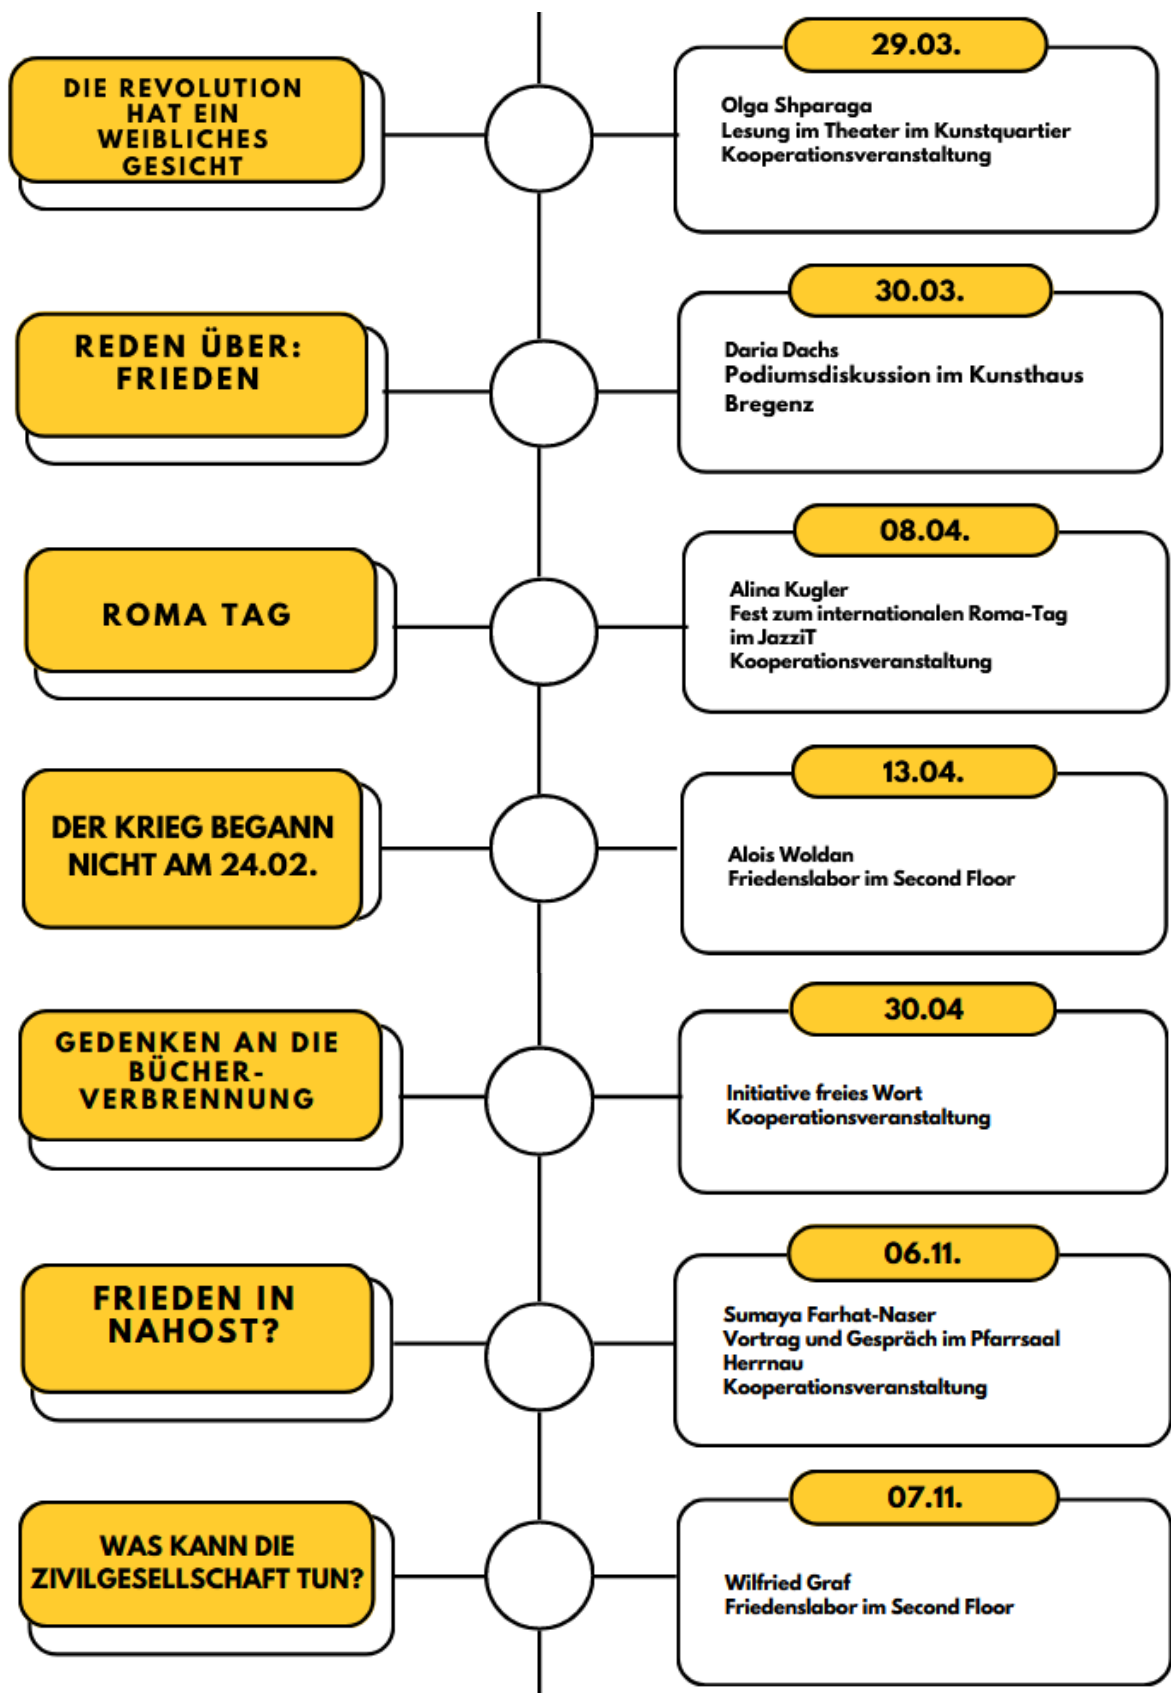 DIE REVOLUTION
HAT EIN
WEIBLICHES
GESICHT
29.03.
Olga Shparaga
Lesung im Theater im Kunstquartier
Kooperationsveranstaltung
REDEN ÜBER:
FRIEDEN
30.03.
Daria Dachs
Podiumsdiskussion im Kunsthaus
Bregenz
ROMA TAG
08.04.
Alina Kugler
Fest zum internationalen Roma-Tag
im JazziT
Kooperationsveranstaltung
DER KRIEG BEGANN
NICHT AM 24.02.
13.04.
Alois Woldan
Friedenslabor im Second Floor
GEDENKEN AN DIE
BÜCHER-
VERBRENNUNG
30.04
Initiative freies Wort
Kooperationsveranstaltung
FRIEDEN IN
NAHOST?
06.11.
Sumaya Farhat-Naser
Vortrag und Gespräch im Pfarrsaal
Herrnau
Kooperationsveranstaltung
WAS KANN DIE
ZIVILGESELLSCHAFT TUN?
07.11.
Wilfried Graf
Friedenslabor im Second Floor